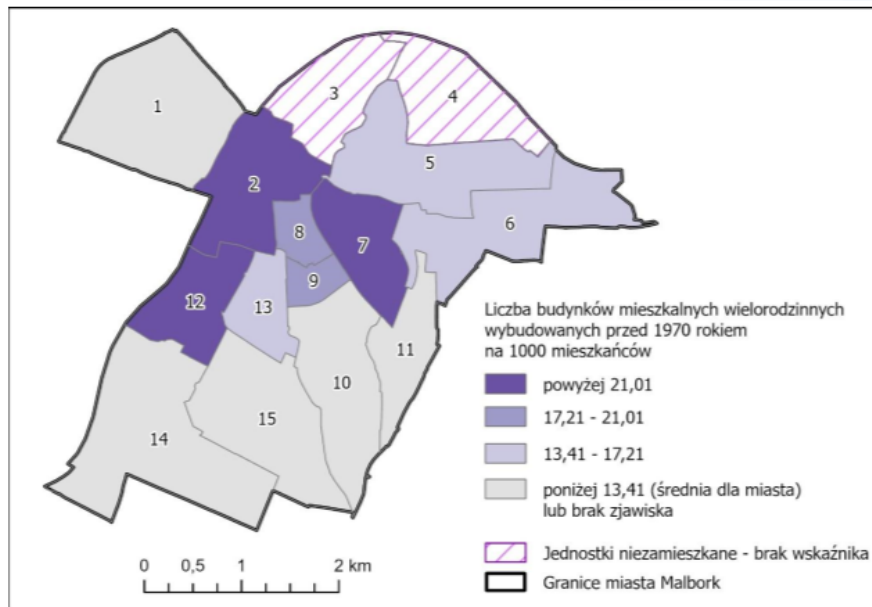 1
3
4
2
5
8
7
6
9
12
13
11
10
15
14
Liczba budynków mieszkalnych wielorodzinnych
wybudowanych przed 1970 rokiem
na 1000 mieszkańców
powyżej 21,01
17,21 - 21,01
13,41 - 17,21
poniżej 13,41 (średnia dla miasta)
lub brak zjawiska
Jednostki niezamieszkane - brak wskaźnika
Granice miasta Malbork
0 0,5 1 2 km